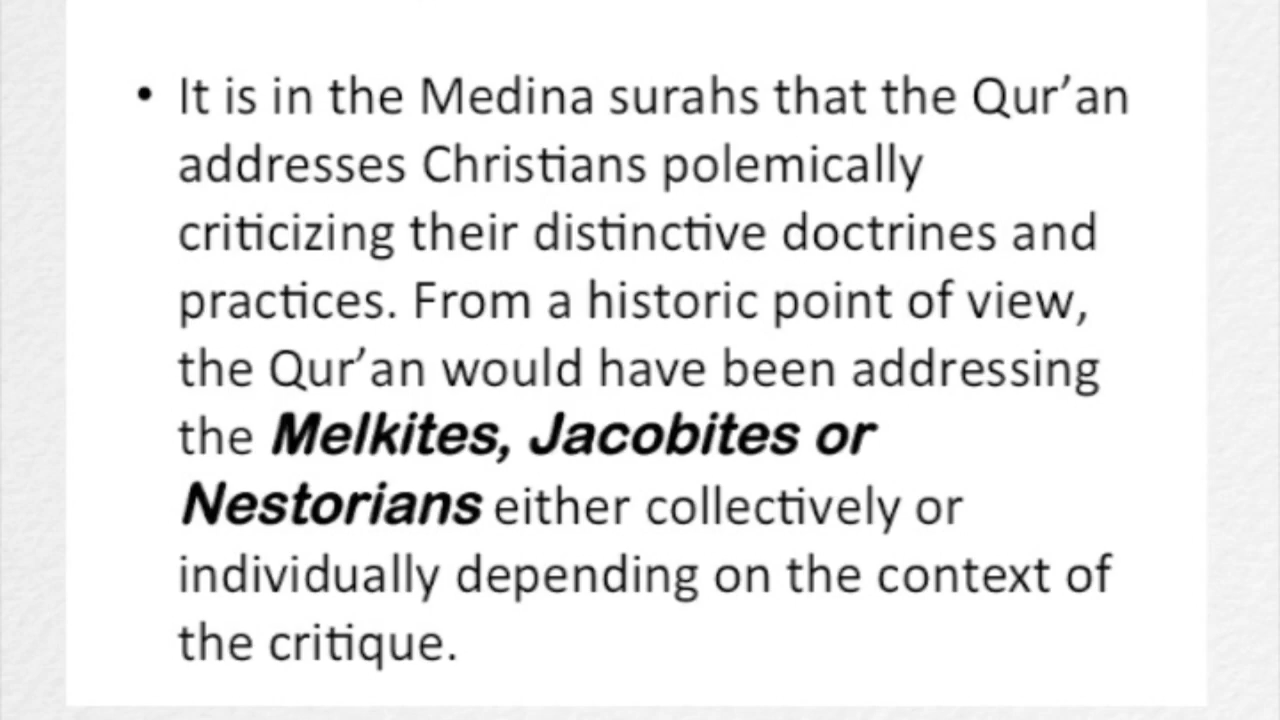 • It is in the Medina surahs that the Qur’an
addresses Christians polemically
criticizing their distinctive doctrines and
practices. From a historic point of view,
the Qur’an would have been addressing
the Melkites, Jacobites or
Nestorians either collectively or
individually depending on the context of
the critique.